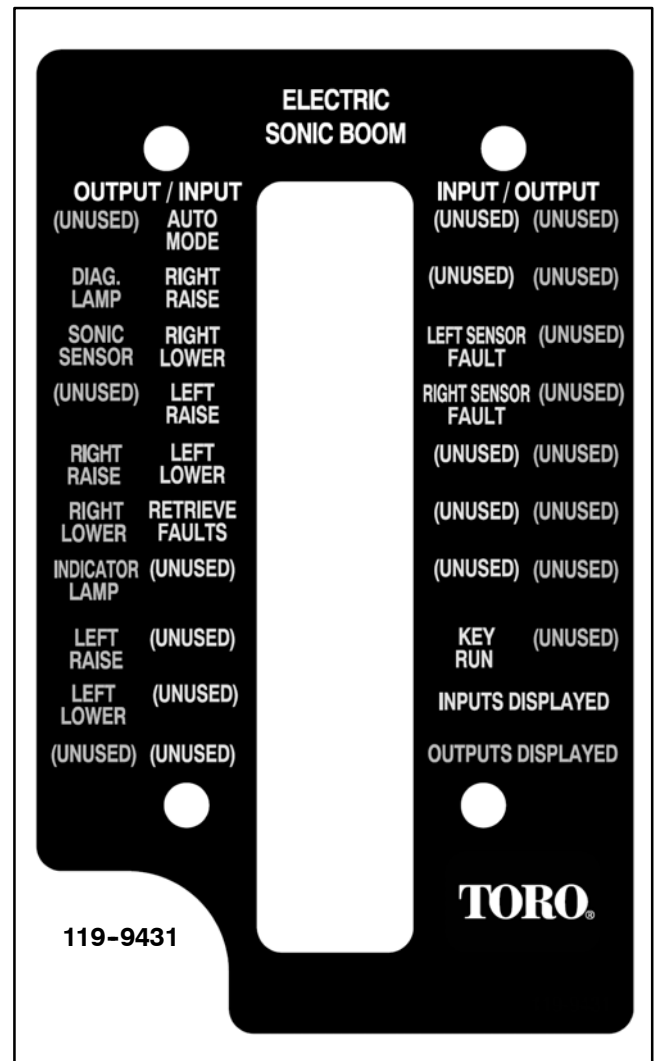 ELECTRIC
SONIC BOOM
OUTPUT / INPUT
(UNUSED) AUTO
MODE
DIAG. RIGHT
LAMP RAISE
SONIC RIGHT
SENSOR LOWER
(UNUSED) LEFT
RAISE
RIGHT LEFT
RAISE LOWER
RIGHT RETRIEVE
LOWER FAULTS
INDICATOR (UNUSED)
LAMP
LEFT (UNUSED)
RAISE
LEFT (UNUSED)
LOWER
(UNUSED) (UNUSED)
INPUT / OUTPUT
(UNUSED) (UNUSED)
(UNUSED) (UNUSED)
LEFT SENSOR (UNUSED)
FAULT
RIGHT SENSOR (UNUSED)
FAULT
(UNUSED) (UNUSED)
(UNUSED) (UNUSED)
(UNUSED) (UNUSED)
KEY (UNUSED)
RUN
INPUTS DISPLAYED
OUTPUTS DISPLAYED
TORO®
119-9431